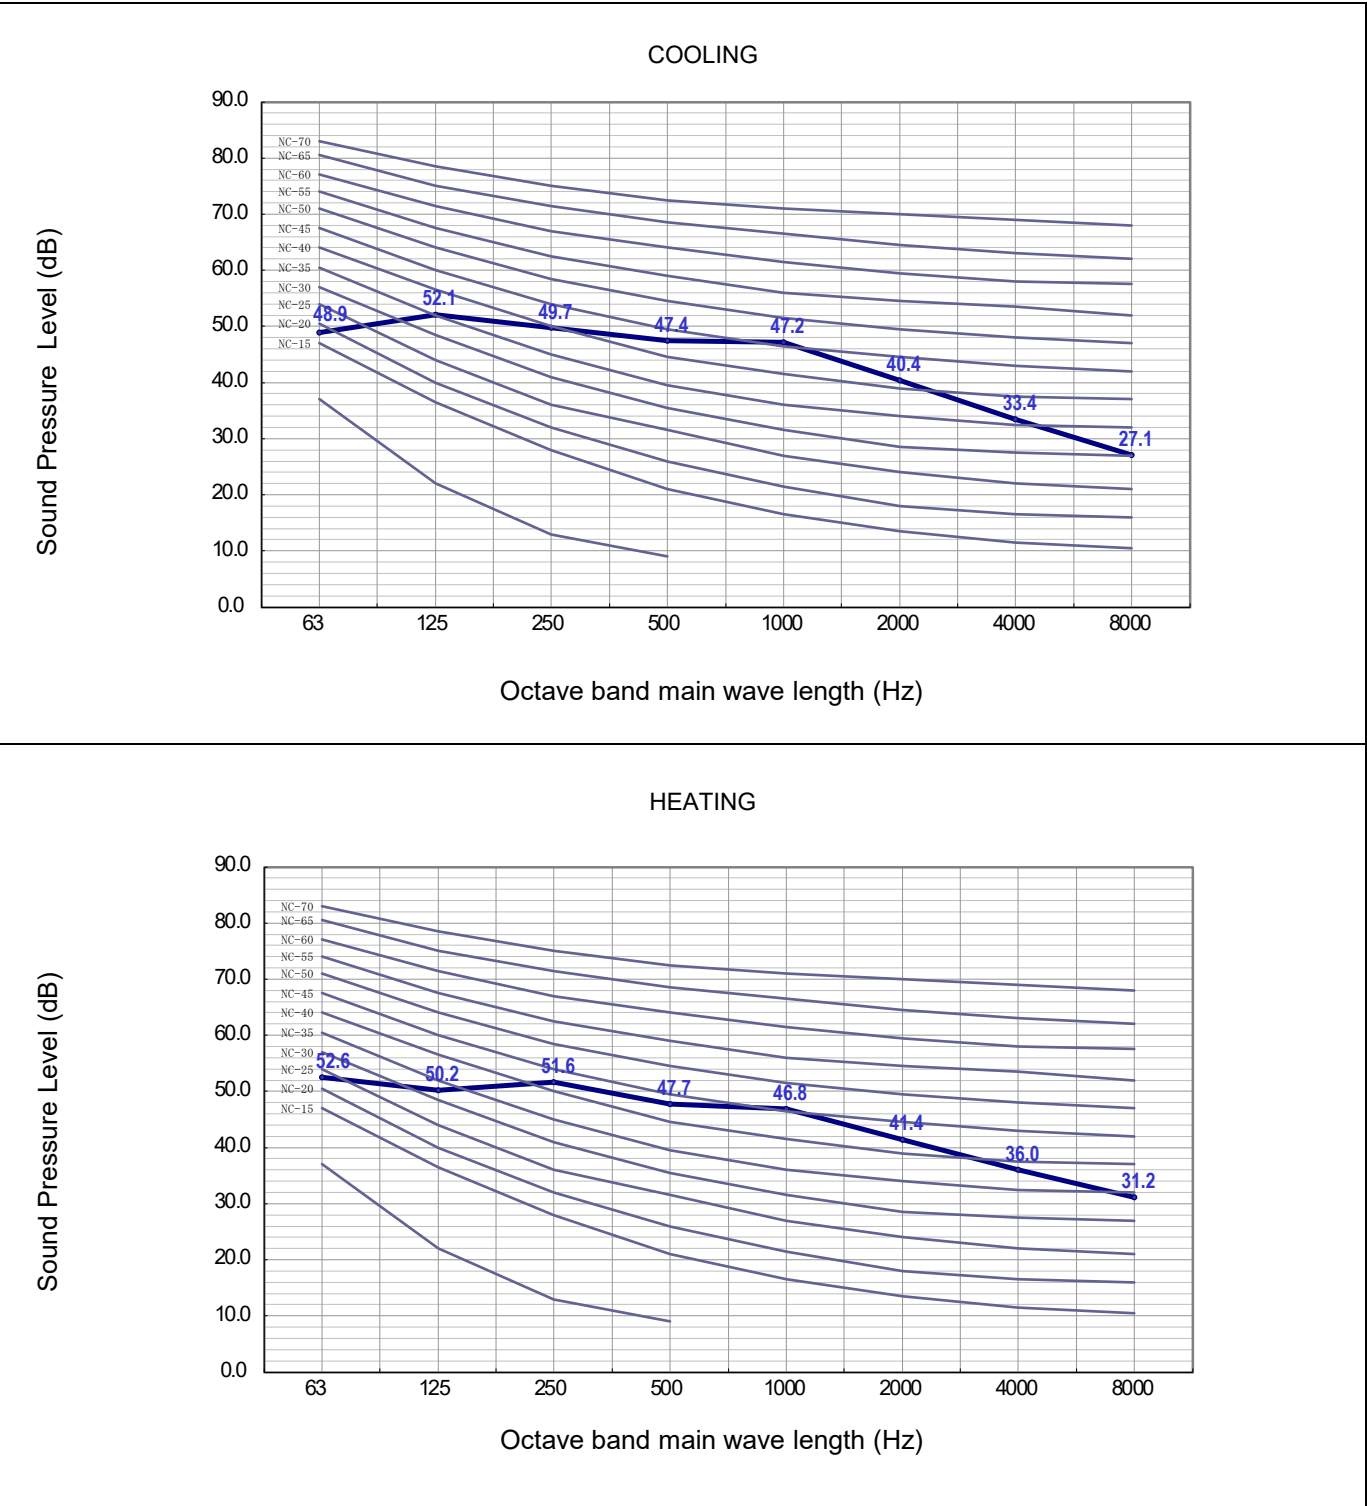 COOLING
90.0
80.0
70.0
60.0
50.0
40.0
30.0
20.0
10.0
0.0
Sound Pressure Level (dB)
NC-70
NC-65
NC-60
NC-55
NC-50
NC-45
NC-40
NC-35
NC-30
NC-25
NC-20
NC-15
48.9
52.1
49.7
47.4
47.2
40.4
33.4
27.1
63 125 250 500 1000 2000 4000 8000
Octave band main wave length (Hz)
HEATING
90.0
80.0
70.0
60.0
50.0
40.0
30.0
20.0
10.0
0.0
Sound Pressure Level (dB)
NC-70
NC-65
NC-60
NC-55
NC-50
NC-45
NC-40
NC-35
NC-30
NC-25
NC-20
NC-15
52.6
50.2
51.6
47.7
46.8
41.4
36.0
31.2
63 125 250 500 1000 2000 4000 8000
Octave band main wave length (Hz)